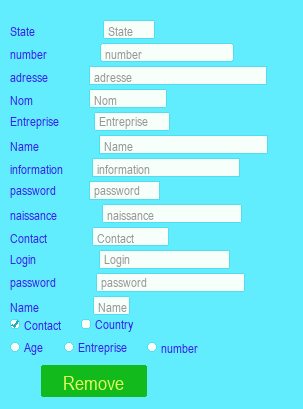 State State
number number
adresse adresse
Nom Nom
Entreprise Entreprise
Name Name
information information
password password
naissance naissance
Contact Contact
Login Login
password password
Name Name
Contact Country
Age Entreprise number
Remove